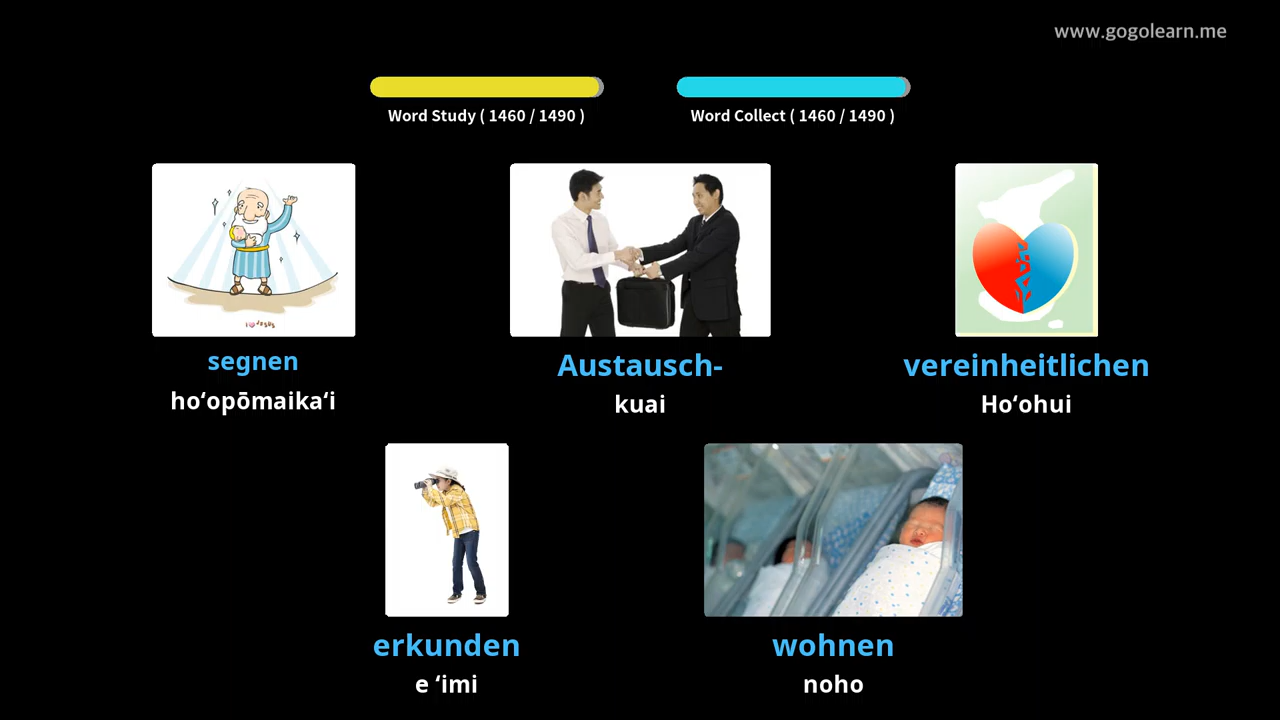 www.gogolearn.me
Word Study ( 1460 / 1490 )
Word Collect ( 1460 / 1490 )
I JESUS
segnen
hoʻopōmaikaʻi
Austausch-
kuai
vereinheitlichen
Hoʻohui
erkunden
e ʻimi
wohnen
noho